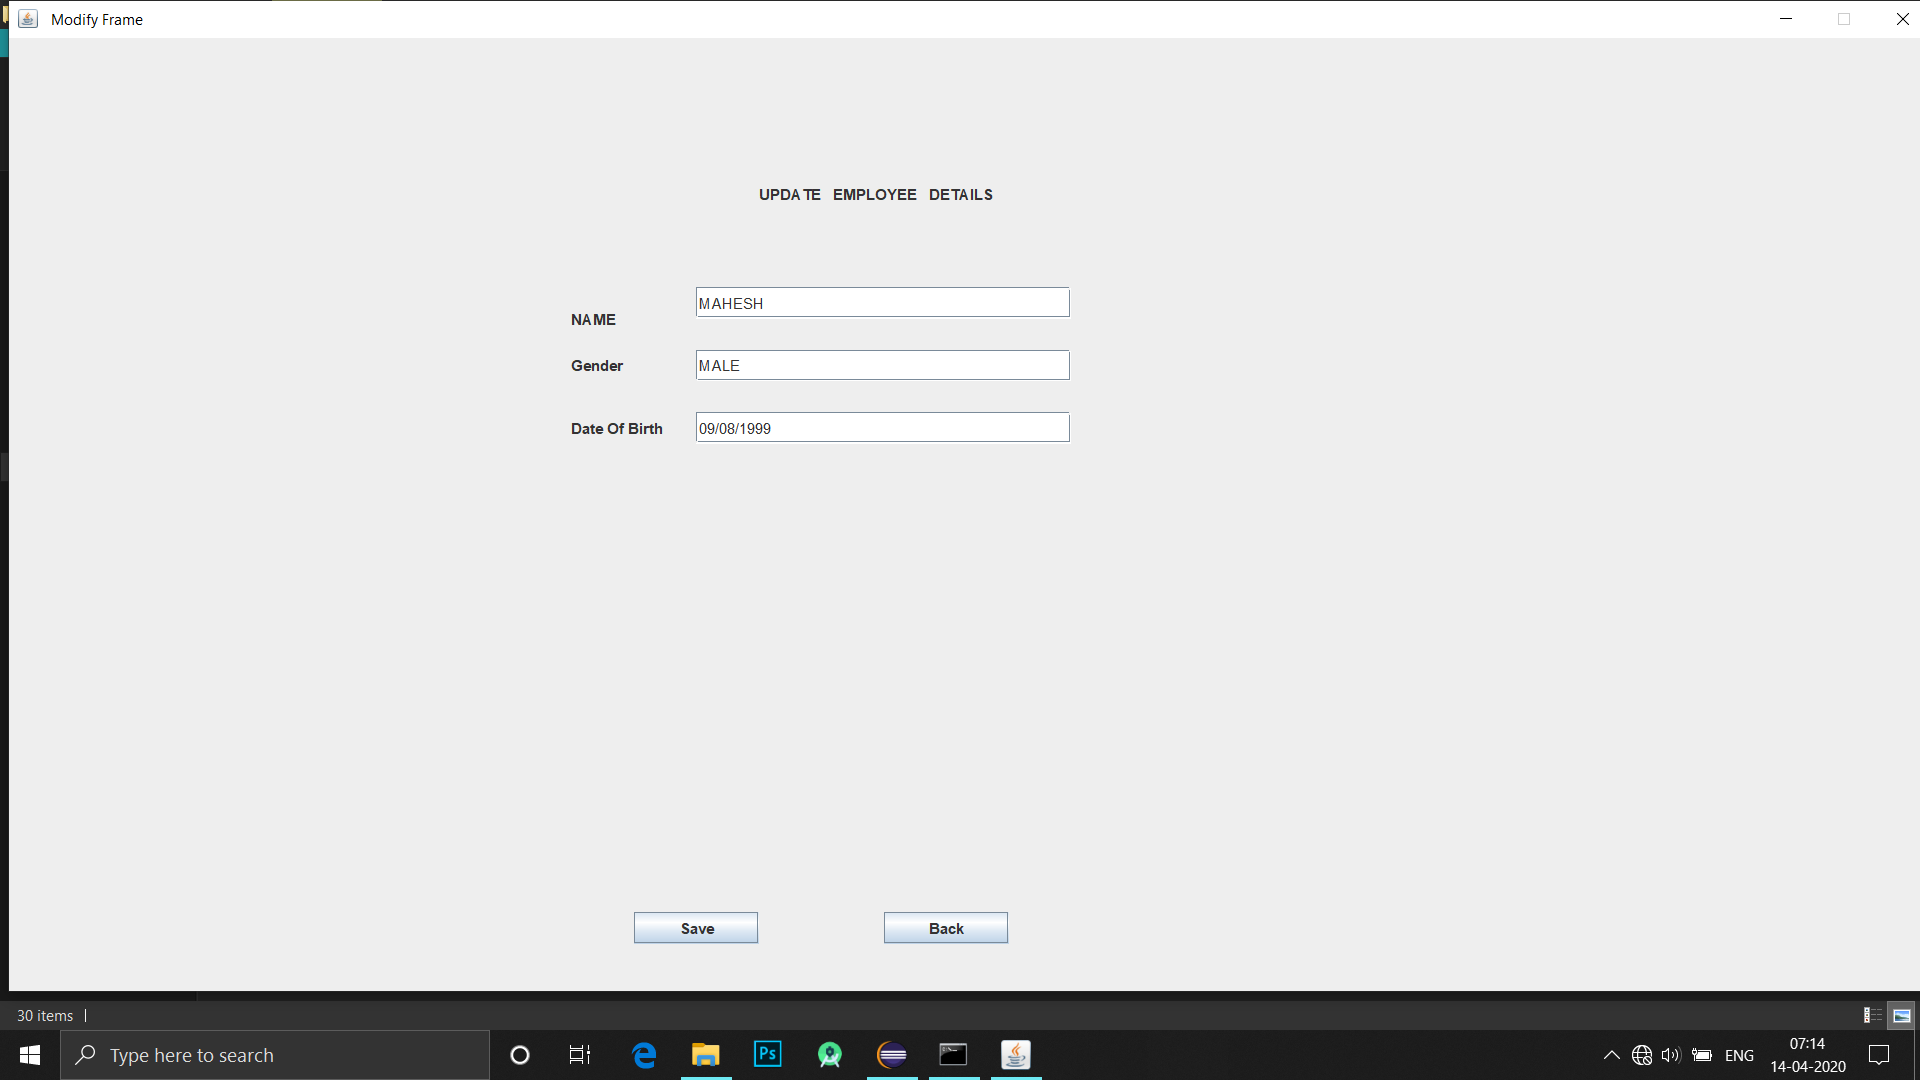 Modify Frame
UPDATE EMPLOYEE DETAILS
NAME
MAHESH
Gender
MALE
Date Of Birth
09/08/1999
Save
Back
30 items
Type here to search
Ps
ENG
07:14
14-04-2020